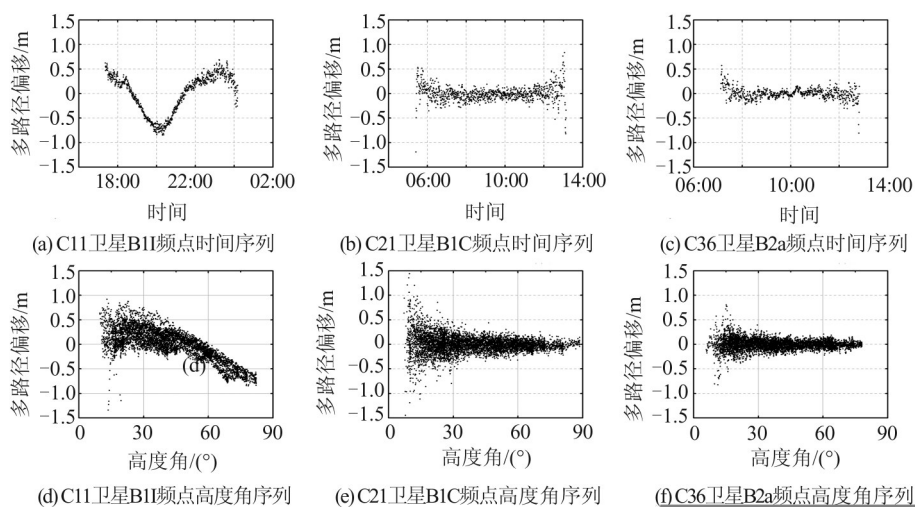 1.5
1.0
0.5
0
−0.5
−1.0
−1.5
多路径偏移/m
18:00 22:00 02:00
时间
(a) C11卫星B1I频点时间序列
1.5
1.0
0.5
0
−0.5
−1.0
−1.5
多路径偏移/m
06:00 10:00 14:00
时间
(b) C21卫星B1C频点时间序列
1.5
1.0
0.5
0
−0.5
−1.0
−1.5
多路径偏移/m
06:00 10:00 14:00
时间
(c) C36卫星B2a频点时间序列
1.5
1.0
0.5
0
−0.5
−1.0
−1.5
多路径偏移/m
(d)
0 30 60 90
高度角/(°)
(d) C11卫星B1I频点高度角序列
1.5
1.0
0.5
0
−0.5
−1.0
−1.5
多路径偏移/m
0 30 60 90
高度角/(°)
(e) C21卫星B1C频点高度角序列
1.5
1.0
0.5
0
−0.5
−1.0
−1.5
多路径偏移/m
0 30 60 90
高度角/(°)
(f) C36卫星B2a频点高度角序列